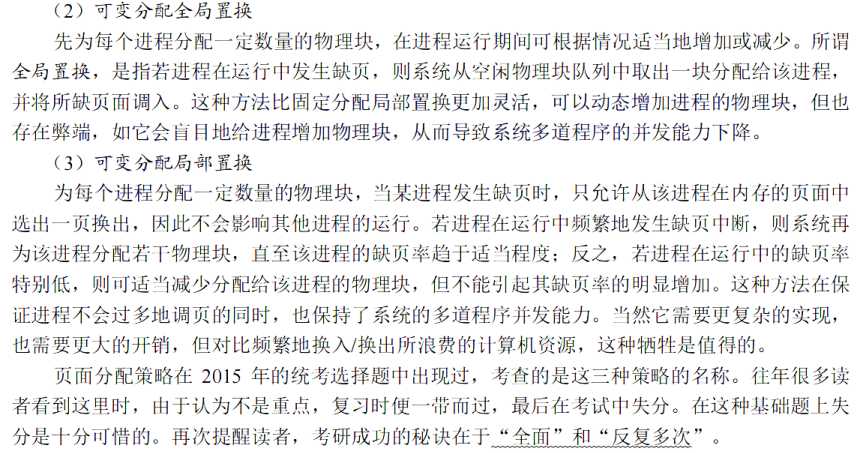 （2）可变分配全局置换
先为每个进程分配一定数量的物理块，在进程运行期间可根据情况适当地增加或减少。所谓
全局置换，是指若进程在运行中发生缺页，则系统从空闲物理块队列中取出一块分配给该进程，
并将所缺页面调入。这种方法比固定分配局部置换更加灵活，可以动态增加进程的物理块，但也
存在弊端，如它会盲目地给进程增加物理块，从而导致系统多道程序的并发能力下降。
（3）可变分配局部置换
为每个进程分配一定数量的物理块，当某进程发生缺页时，只允许从该进程在内存的页面中
选出一页换出，因此不会影响其他进程的运行。若进程在运行中频繁地发生缺页中断，则系统再
为该进程分配若干物理块，直至该进程的缺页率趋于适当程度；反之，若进程在运行中的缺页率
特别低，则可适当减少分配给该进程的物理块，但不能引起其缺页率的明显增加。这种方法在保
证进程不会过多地调页的同时，也保持了系统的多道程序并发能力。当然它需要更复杂的实现，
也需要更大的开销，但对比频繁地换入/换出所浪费的计算机资源，这种牺牲是值得的。
页面分配策略在 2015 年的统考选择题中出现过，考查的是这三种策略的名称。往年很多读
者看到这里时，由于认为不是重点，复习时便一带而过，最后在考试中失分。在这种基础题上失
分是十分可惜的。再次提醒读者，考研成功的秘诀在于“全面”和“反复多次”。